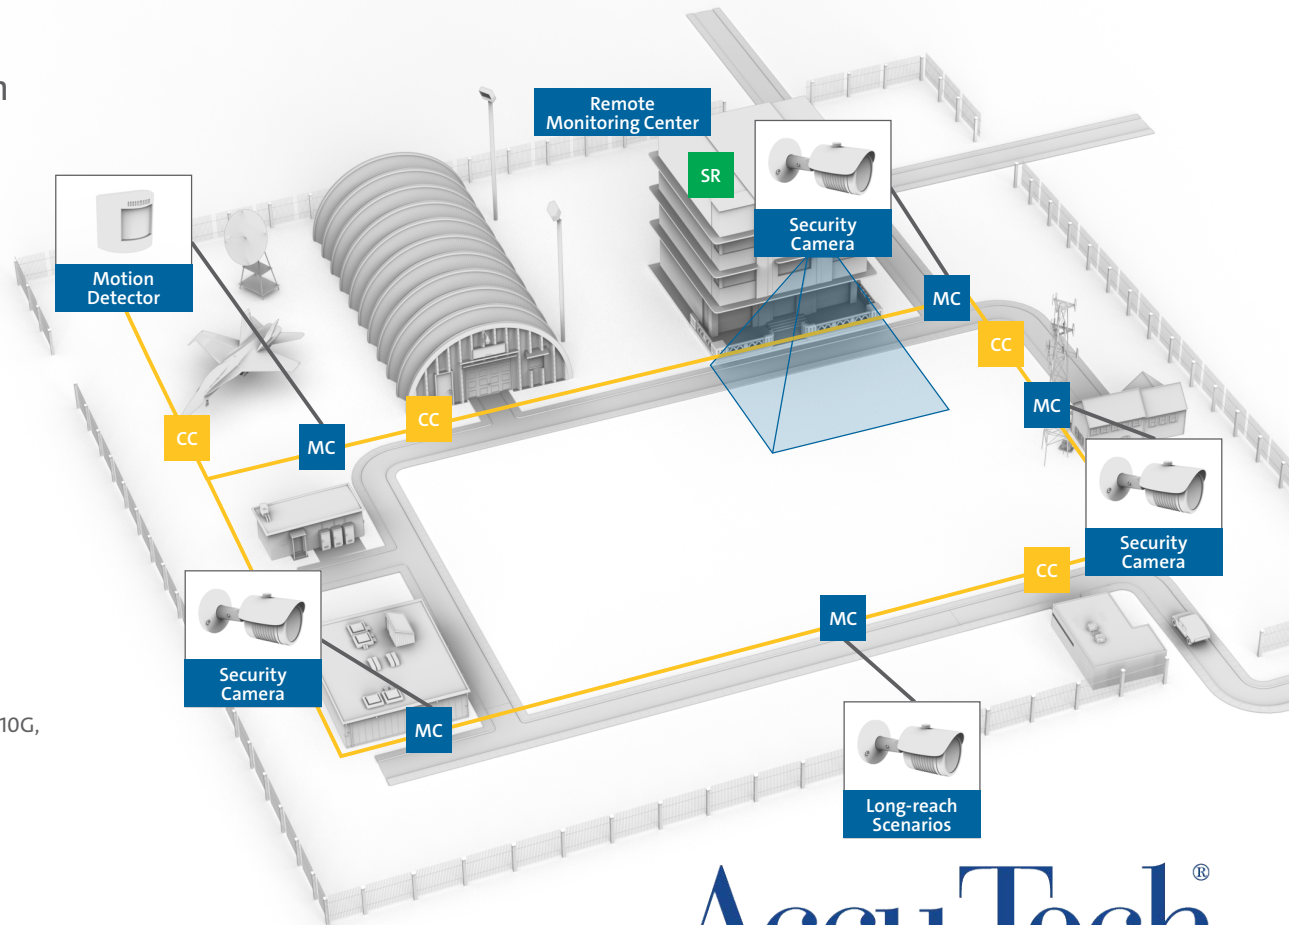 Remote
Monitoring Center
SR
Security
Camera
Motion
Detector
MC
CC
MC
CC
CC
MC
Security
Camera
CC
MC
Security
Camera
MC
10G,
Long-reach
Scenarios
AccuTech®